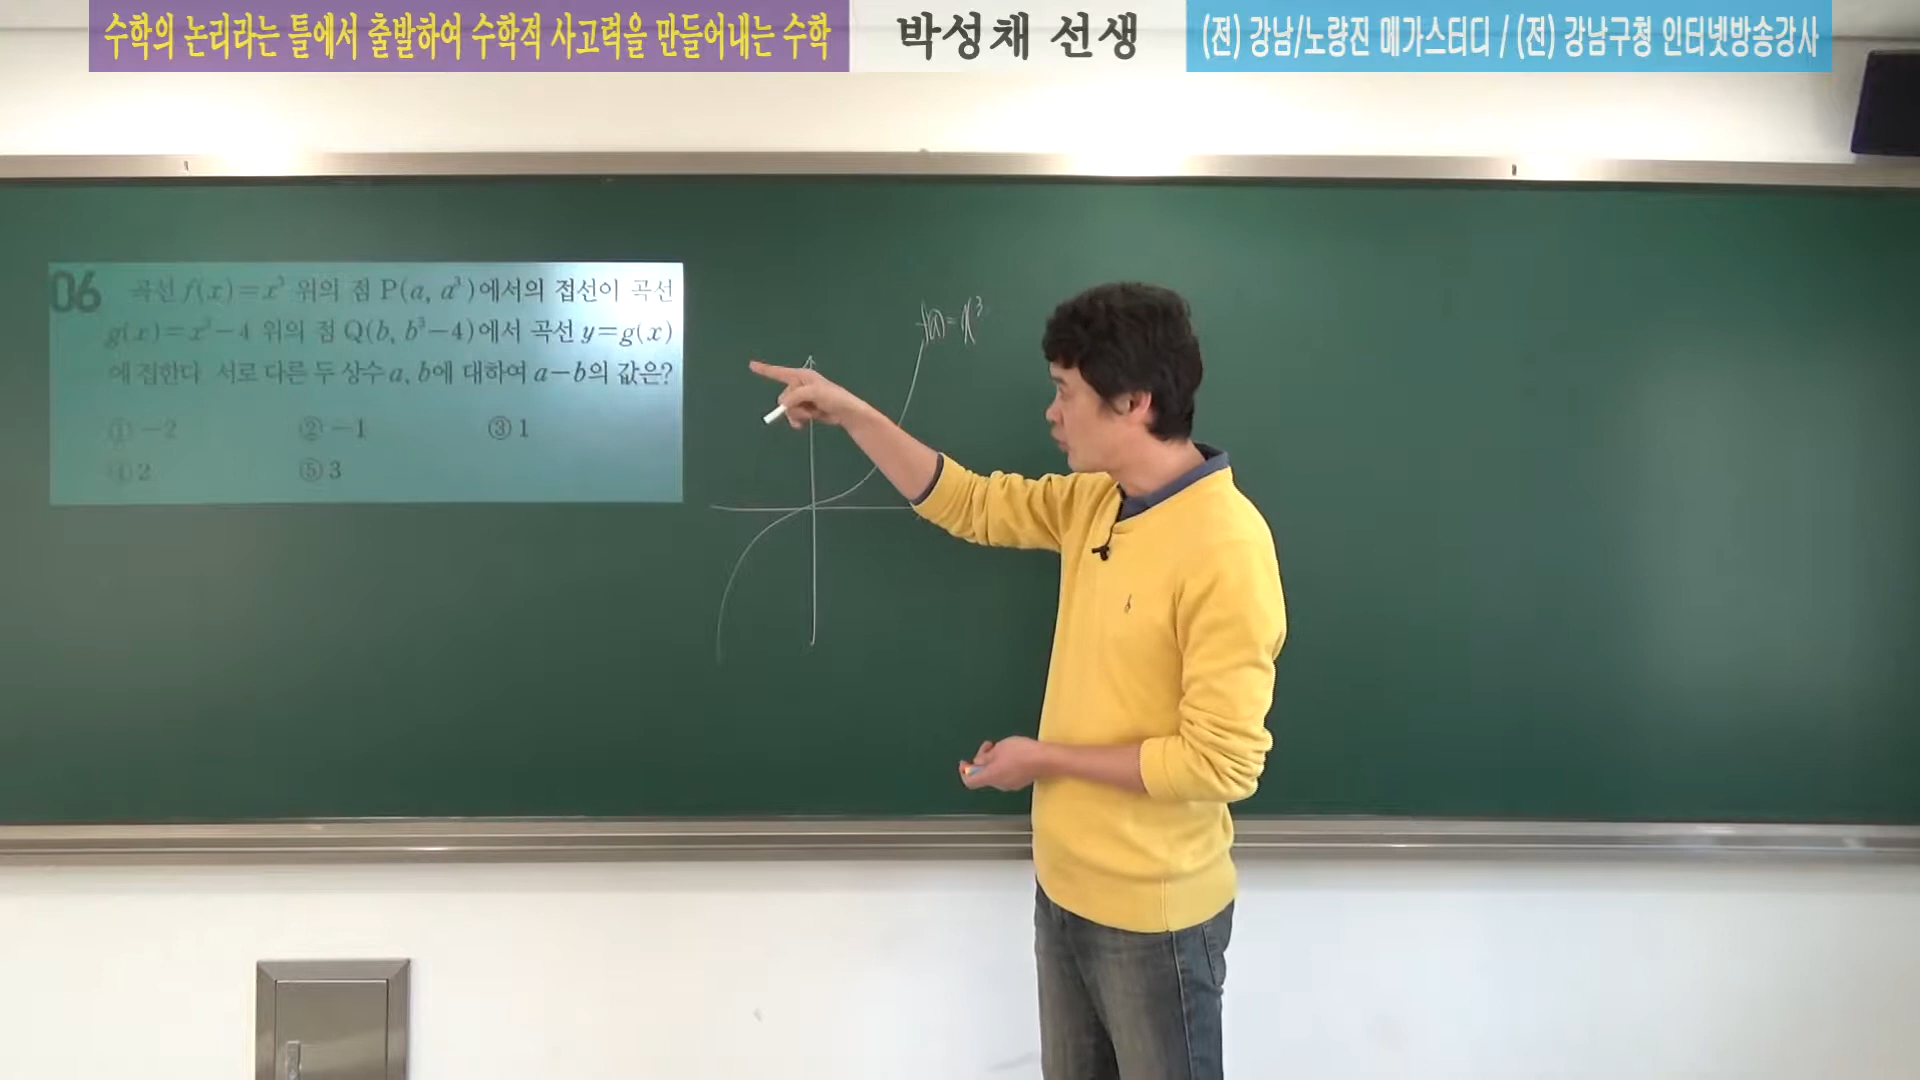 수학의 논리라는 틀에서 출발하여 수학적 사고력을 만들어내는 수학
박성채 선생
(전) 강남/노량진 메가스터디 / (전) 강남구청 인터넷방송강사
06 곡선 f(x)=x³ 위의 점 P(a, a³)에서의 접선이 곡선
g(x)=x³-4 위의 점 Q(b, b³-4)에서 곡선 y=g(x)
에 접한다. 서로 다른 두 상수 a, b에 대하여 a-b의 값은?
① -2 ② -1 ③ 1
④ 2 ⑤ 3
f(x)=x³